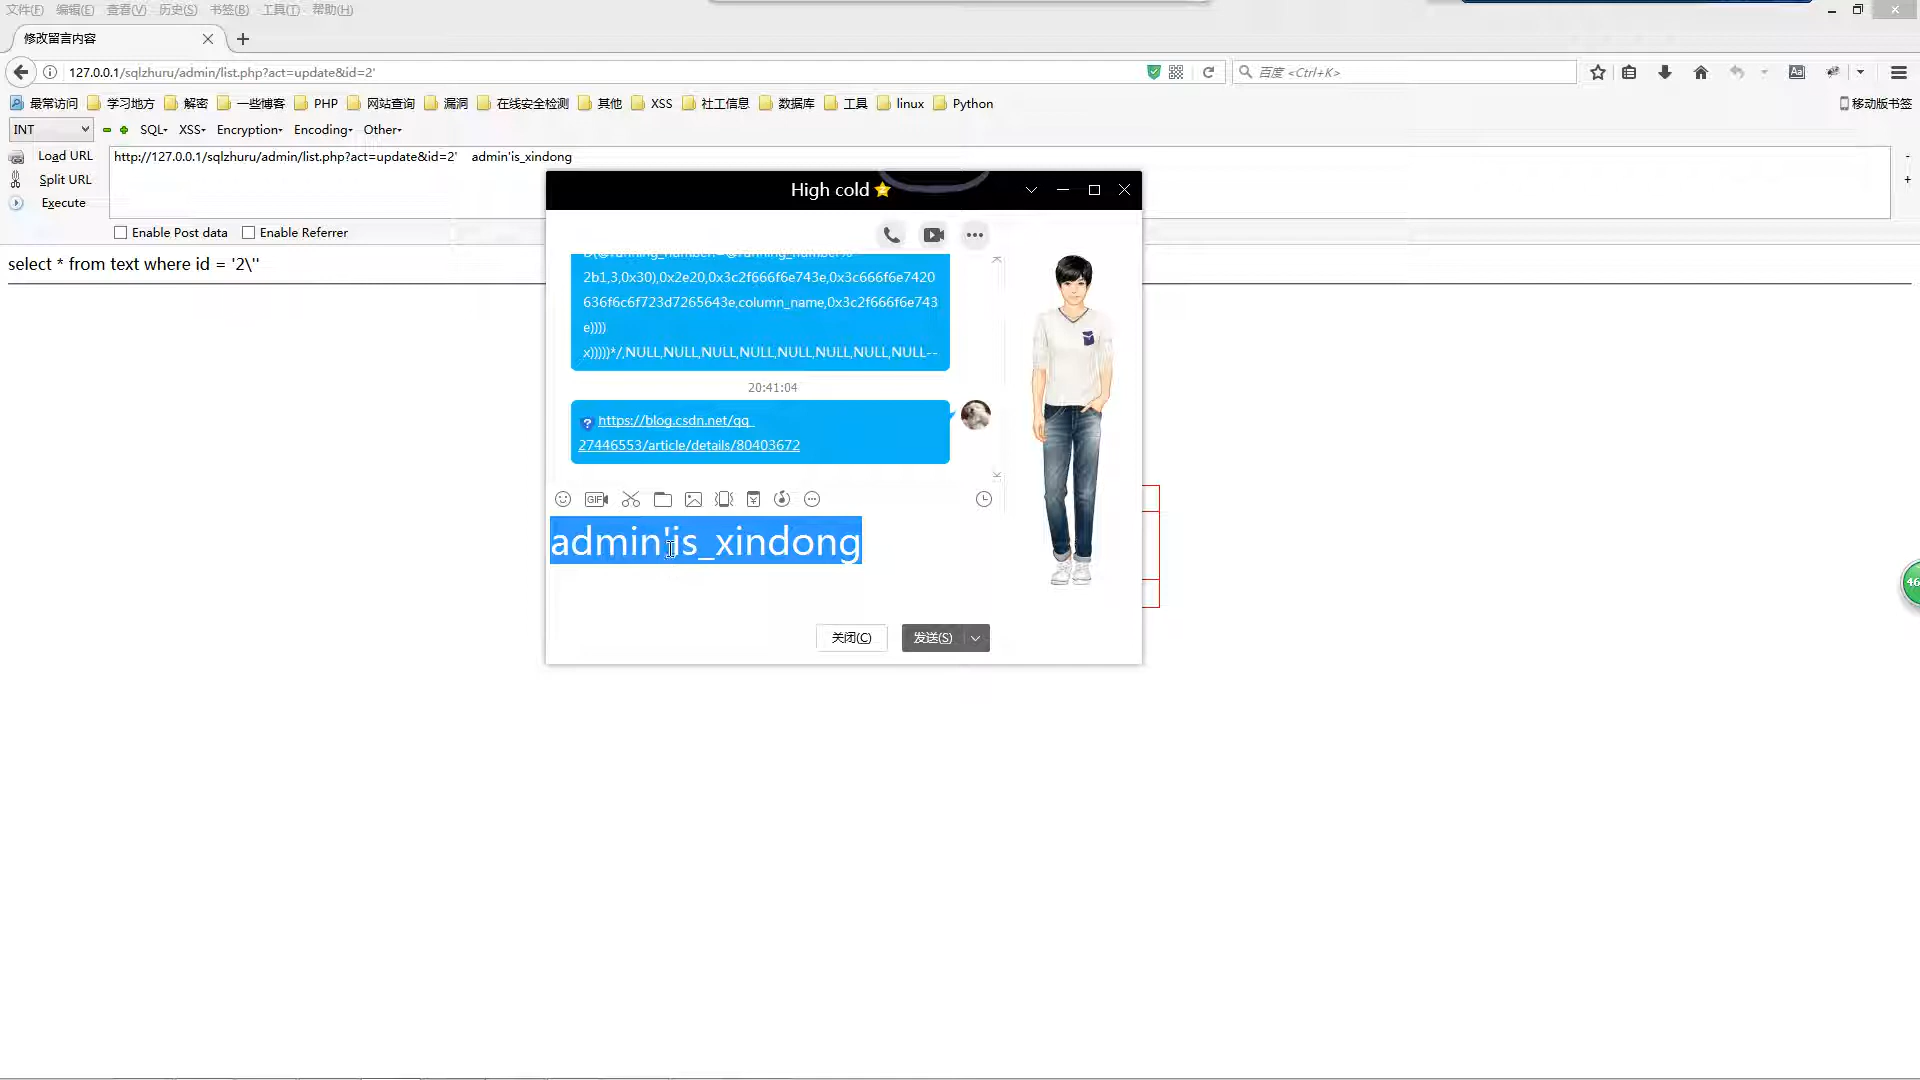 文件(F) 编辑(E) 查看(V) 历史(S) 书签(B) 工具(T) 帮助(H)
修改留言内容
127.0.0.1/sqlzhuru/admin/list.php?act=update&id=2'
百度 <Ctrl+K>
最常访问 学习地方 解密 一些博客 PHP 网站查询 漏洞 在线安全检测 其他 XSS 社工信息 数据库 工具 linux Python 移动版书签
INT SQL- XSS- Encryption- Encoding- Other-
Load URL http://127.0.0.1/sqlzhuru/admin/list.php?act=update&id=2' admin'is_xindong
Split URL
Execute
Enable Post data Enable Referrer
select * from text where id = '2\''
High cold
2b1,3,0x30),0x2e20,0x3c2f666f6e743e,0x3c666f6e7420
636f6c6f723d7265643e,column_name,0x3c2f666f6e743
e))))
x)))))*/,NULL,NULL,NULL,NULL,NULL,NULL,NULL,NULL--
20:41:04
https://blog.csdn.net/qq_
27446553/article/details/80403672
GIF
admin'is_xindong
关闭(C) 发送(S)
46